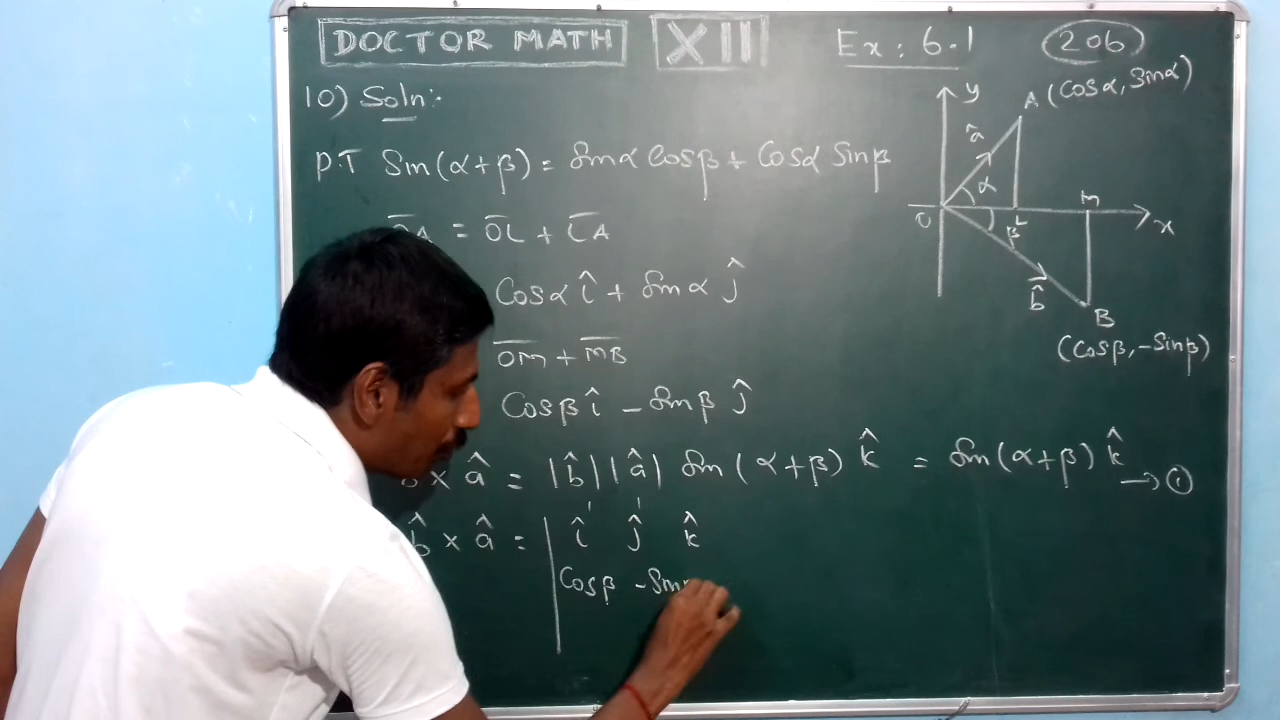 DOCTOR MATH XII Ex : 6.1 206
10) Soln:-
P.T Sin(α+β) = Sinα Cosβ + Cosα Sinβ
OA = OL + LA
Cosα î + Sinα ĵ
OM + MB
Cosβ î - Sinβ ĵ
b × â = |b̂||â| Sin(α+β) k̂ = Sin(α+β) k̂ → ①
b̂ × â = | î ĵ k̂
Cosβ -Sin
y
A (Cosα, Sinα)
â
α
O
L
M
x
β
b̂
B
(Cosβ, -Sinβ)